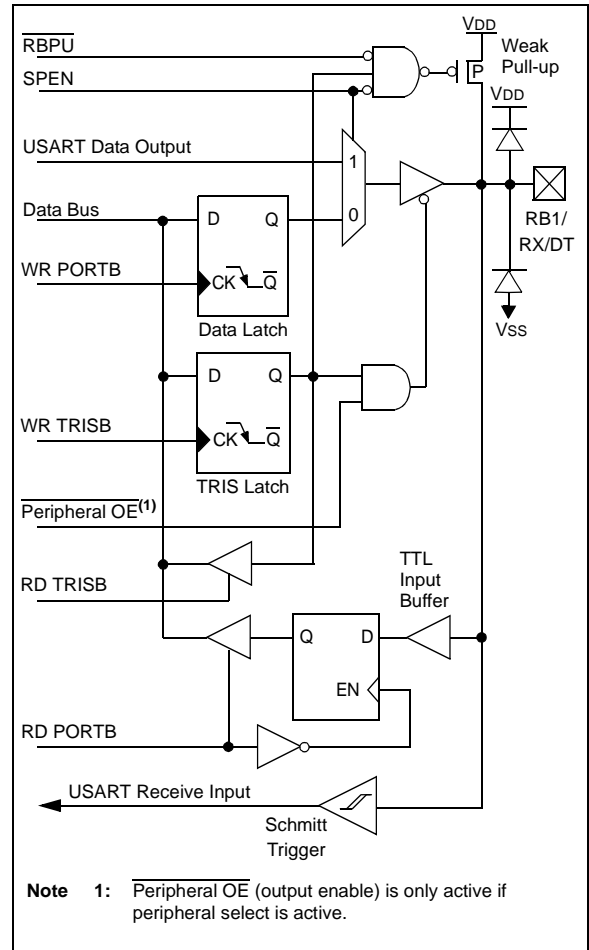 VDD
RBPU
Weak
Pull-up
P
SPEN
VDD
USART Data Output
1
Data Bus
D
Q
0
RB1/
RX/DT
WR PORTB
CK
Q
Data Latch
VSS
D
Q
WR TRISB
CK
Q
TRIS Latch
Peripheral OE(1)
TTL
Input
Buffer
RD TRISB
Q
D
EN
RD PORTB
USART Receive Input
Schmitt
Trigger
Note 1: Peripheral OE (output enable) is only active if
peripheral select is active.